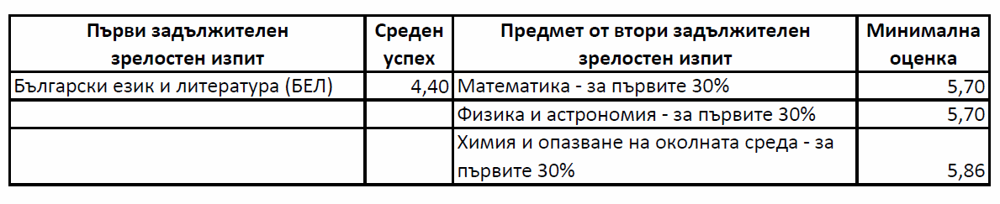 Първи задължителен зрелостен изпит
Среден успех
Предмет от втори задължителен зрелостен изпит
Минимална оценка
Български език и литература (БЕЛ) 4,40 Математика - за първите 30% 5,70
Физика и астрономия - за първите 30% 5,70
Химия и опазване на околната среда - за
първите 30% 5,86